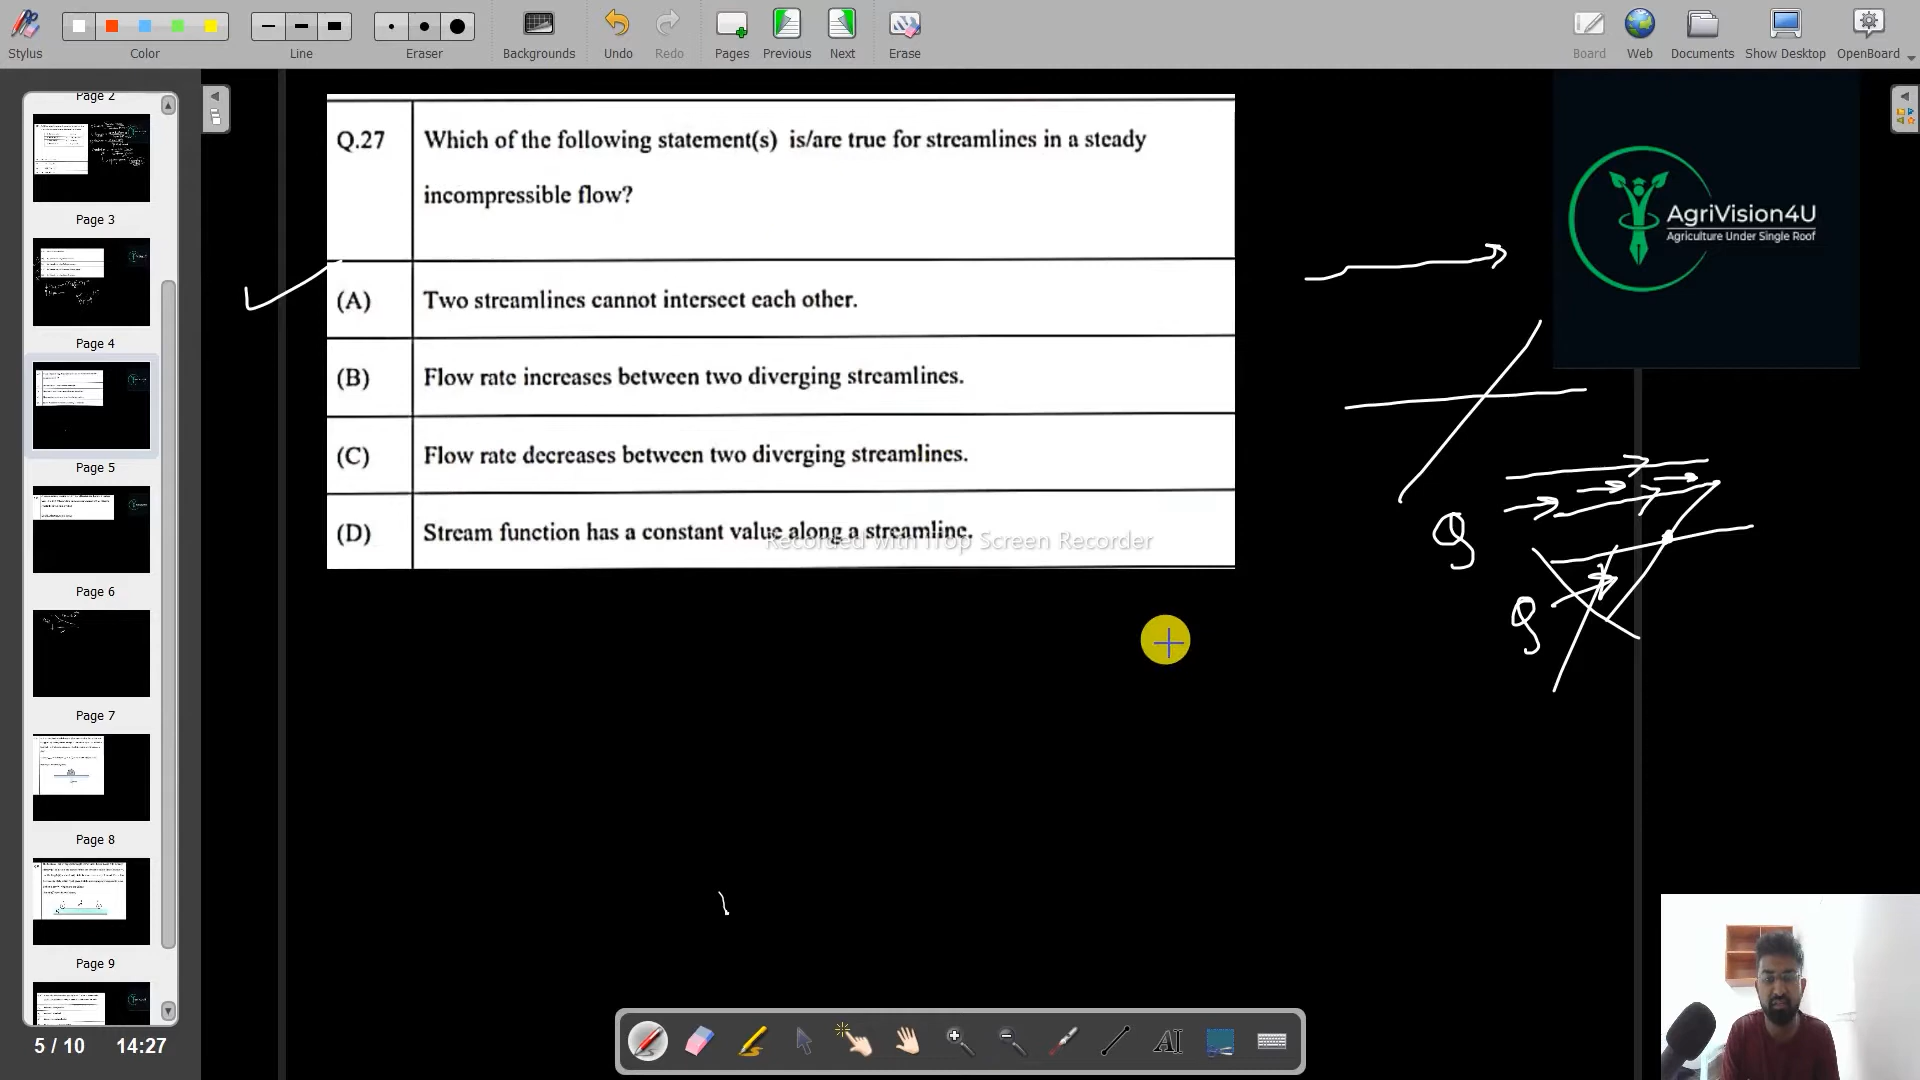 Stylus
Color
Line
Eraser
Backgrounds
Undo
Redo
Pages
Previous
Next
Erase
Board
Web
Documents
Show Desktop
OpenBoard
Page 2
Page 3
Page 4
Page 5
Page 6
Page 7
Page 8
Page 9
5 / 10
14:27
Q.27
Which of the following statement(s) is/are true for streamlines in a steady
incompressible flow?
(A) Two streamlines cannot intersect each other.
(B) Flow rate increases between two diverging streamlines.
(C) Flow rate decreases between two diverging streamlines.
(D) Stream function has a constant value along a streamline.
Recorded with iTop Screen Recorder
AgriVision4U
Agriculture Under Single Roof
AI